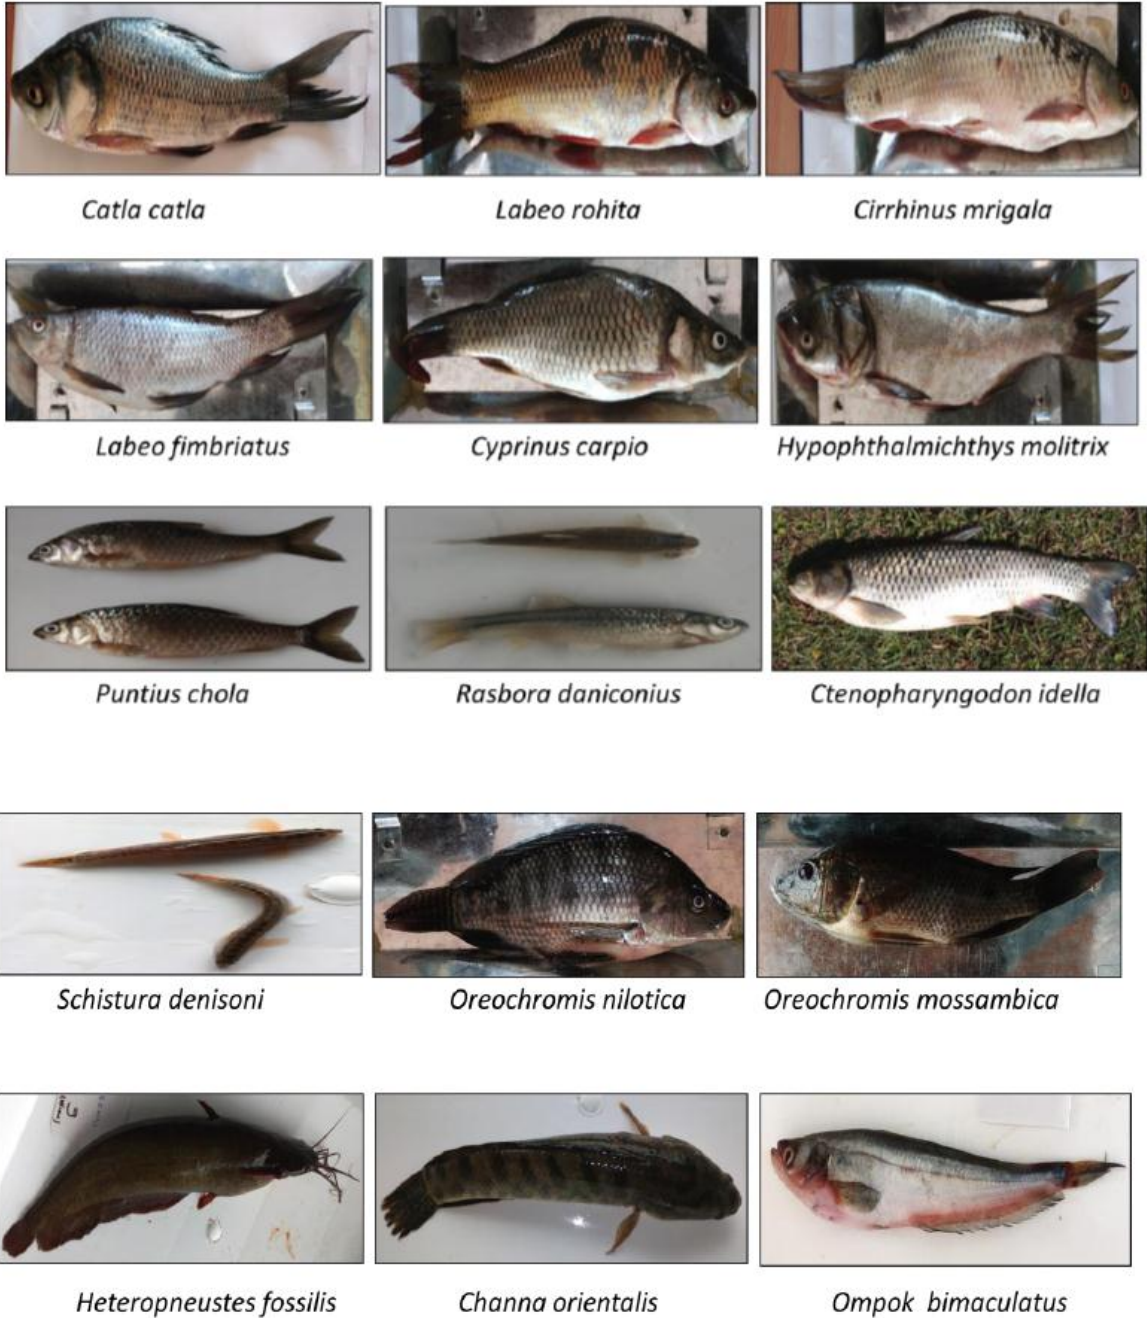 Catla catla
Labeo rohita
Cirrhinus mrigala
Labeo fimbriatus
Cyprinus carpio
Hypophthalmichthys molitrix
Puntius chola
Rasbora daniconius
Ctenopharyngodon idella
Schistura denisoni
Oreochromis nilotica
Oreochromis mossambica
Heteropneustes fossilis
Channa orientalis
Ompok bimaculatus